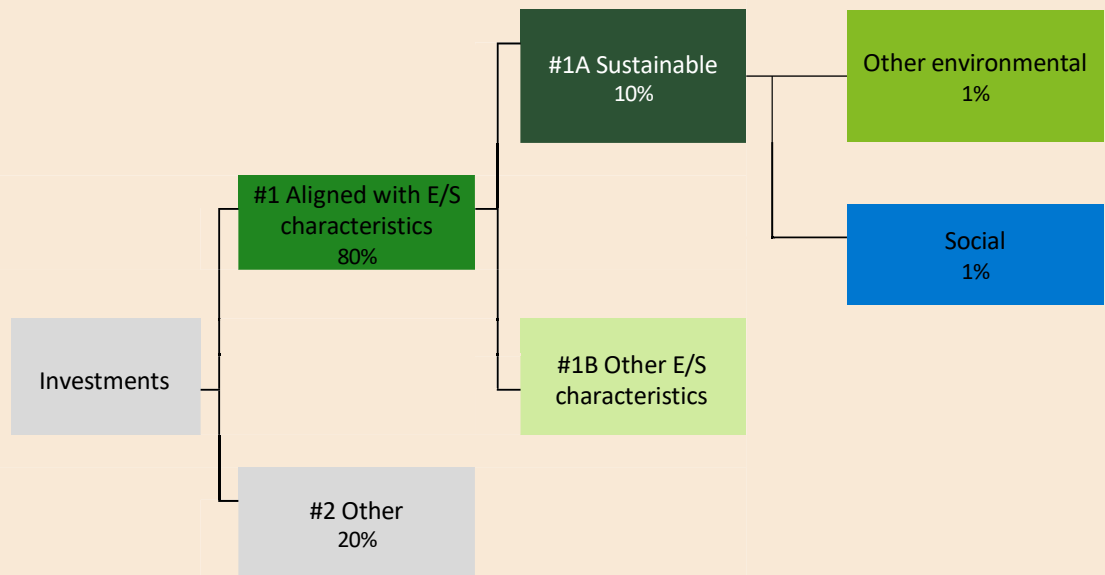 #1A Sustainable
10%
Other environmental
1%
#1 Aligned with E/S
characteristics
80%
Social
1%
Investments
#1B Other E/S
characteristics
#2 Other
20%